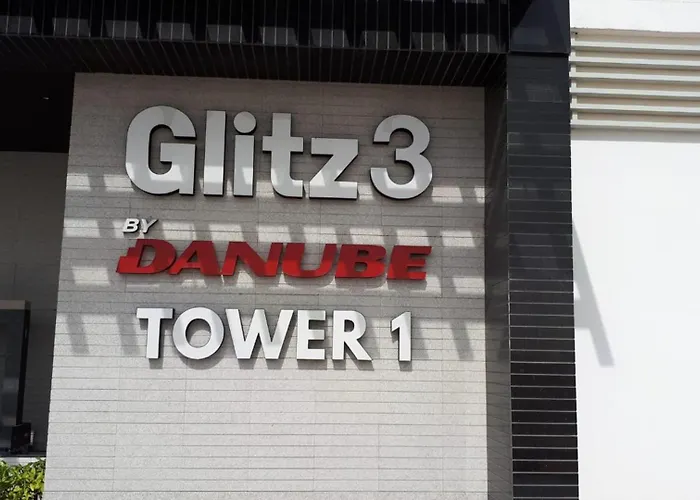 Glitz 3
BY
DANUBE
TOWER 1